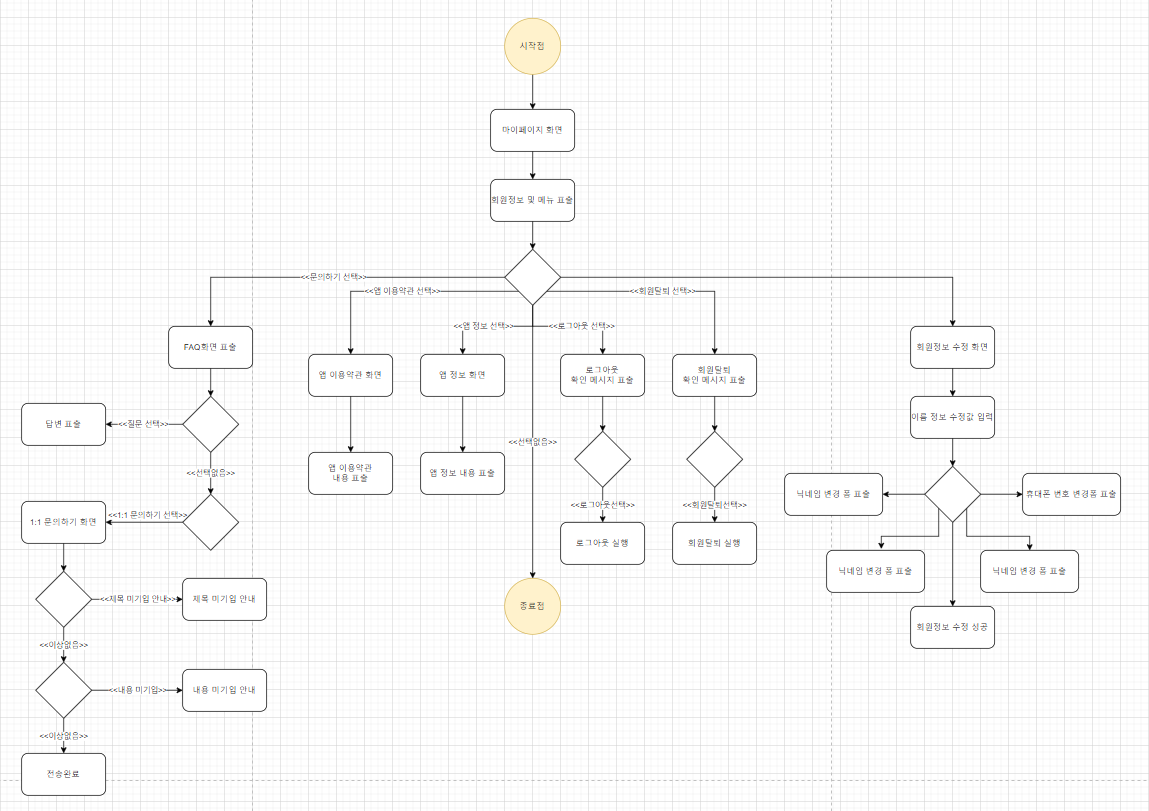 시작점
마이페이지 화면
회원정보 및 메뉴 표출
<<문의하기 선택>>
<<앱 이용약관 선택>>
<<회원탈퇴 선택>>
<<앱 정보 선택>>
<<로그아웃 선택>>
FAQ화면 표출
앱 이용약관 화면
앱 정보 화면
로그아웃
확인 메시지 표출
회원탈퇴
확인 메시지 표출
회원정보 수정 화면
답변 표출
<<질문 선택>>
이름 정보 수정값 입력
<<선택없음>>
<<선택없음>>
앱 이용약관
내용 표출
앱 정보 내용 표출
닉네임 변경 폼 표출
휴대폰 번호 변경폼 표출
1:1 문의하기 화면
<<1:1 문의하기 선택>>
<<로그아웃선택>>
<<회원탈퇴선택>>
로그아웃 실행
회원탈퇴 실행
닉네임 변경 폼 표출
닉네임 변경 폼 표출
<<제목 미기입 안내>>
제목 미기입 안내
종료점
회원정보 수정 성공
<<이상없음>>
<<내용 미기입>>
내용 미기입 안내
<<이상없음>>
전송완료